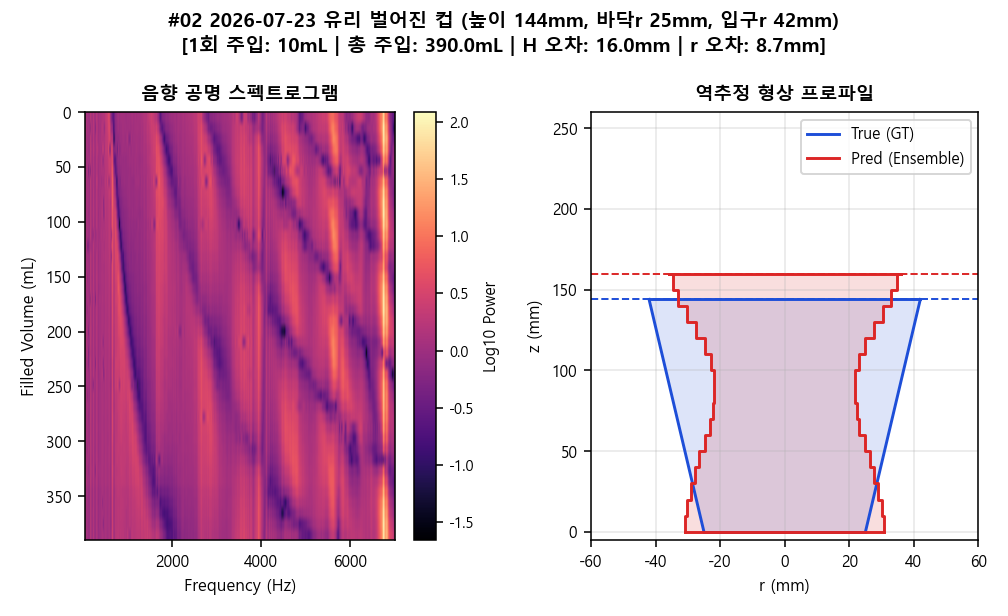 #02 2026-07-23 유리 벌어진 컵 (높이 144mm, 바닥r 25mm, 입구r 42mm)
[1회 주입: 10mL | 총 주입: 390.0mL | H 오차: 16.0mm | r 오차: 8.7mm]
음향 공명 스펙트로그램
0
50
100
150
200
250
300
350
Filled Volume (mL)
2000
4000
6000
Frequency (Hz)
2.0
1.5
1.0
0.5
0.0
-0.5
-1.0
-1.5
Log10 Power
역추정 형상 프로파일
True (GT)
Pred (Ensemble)
250
200
150
100
50
0
z (mm)
-60
-40
-20
0
20
40
60
r (mm)